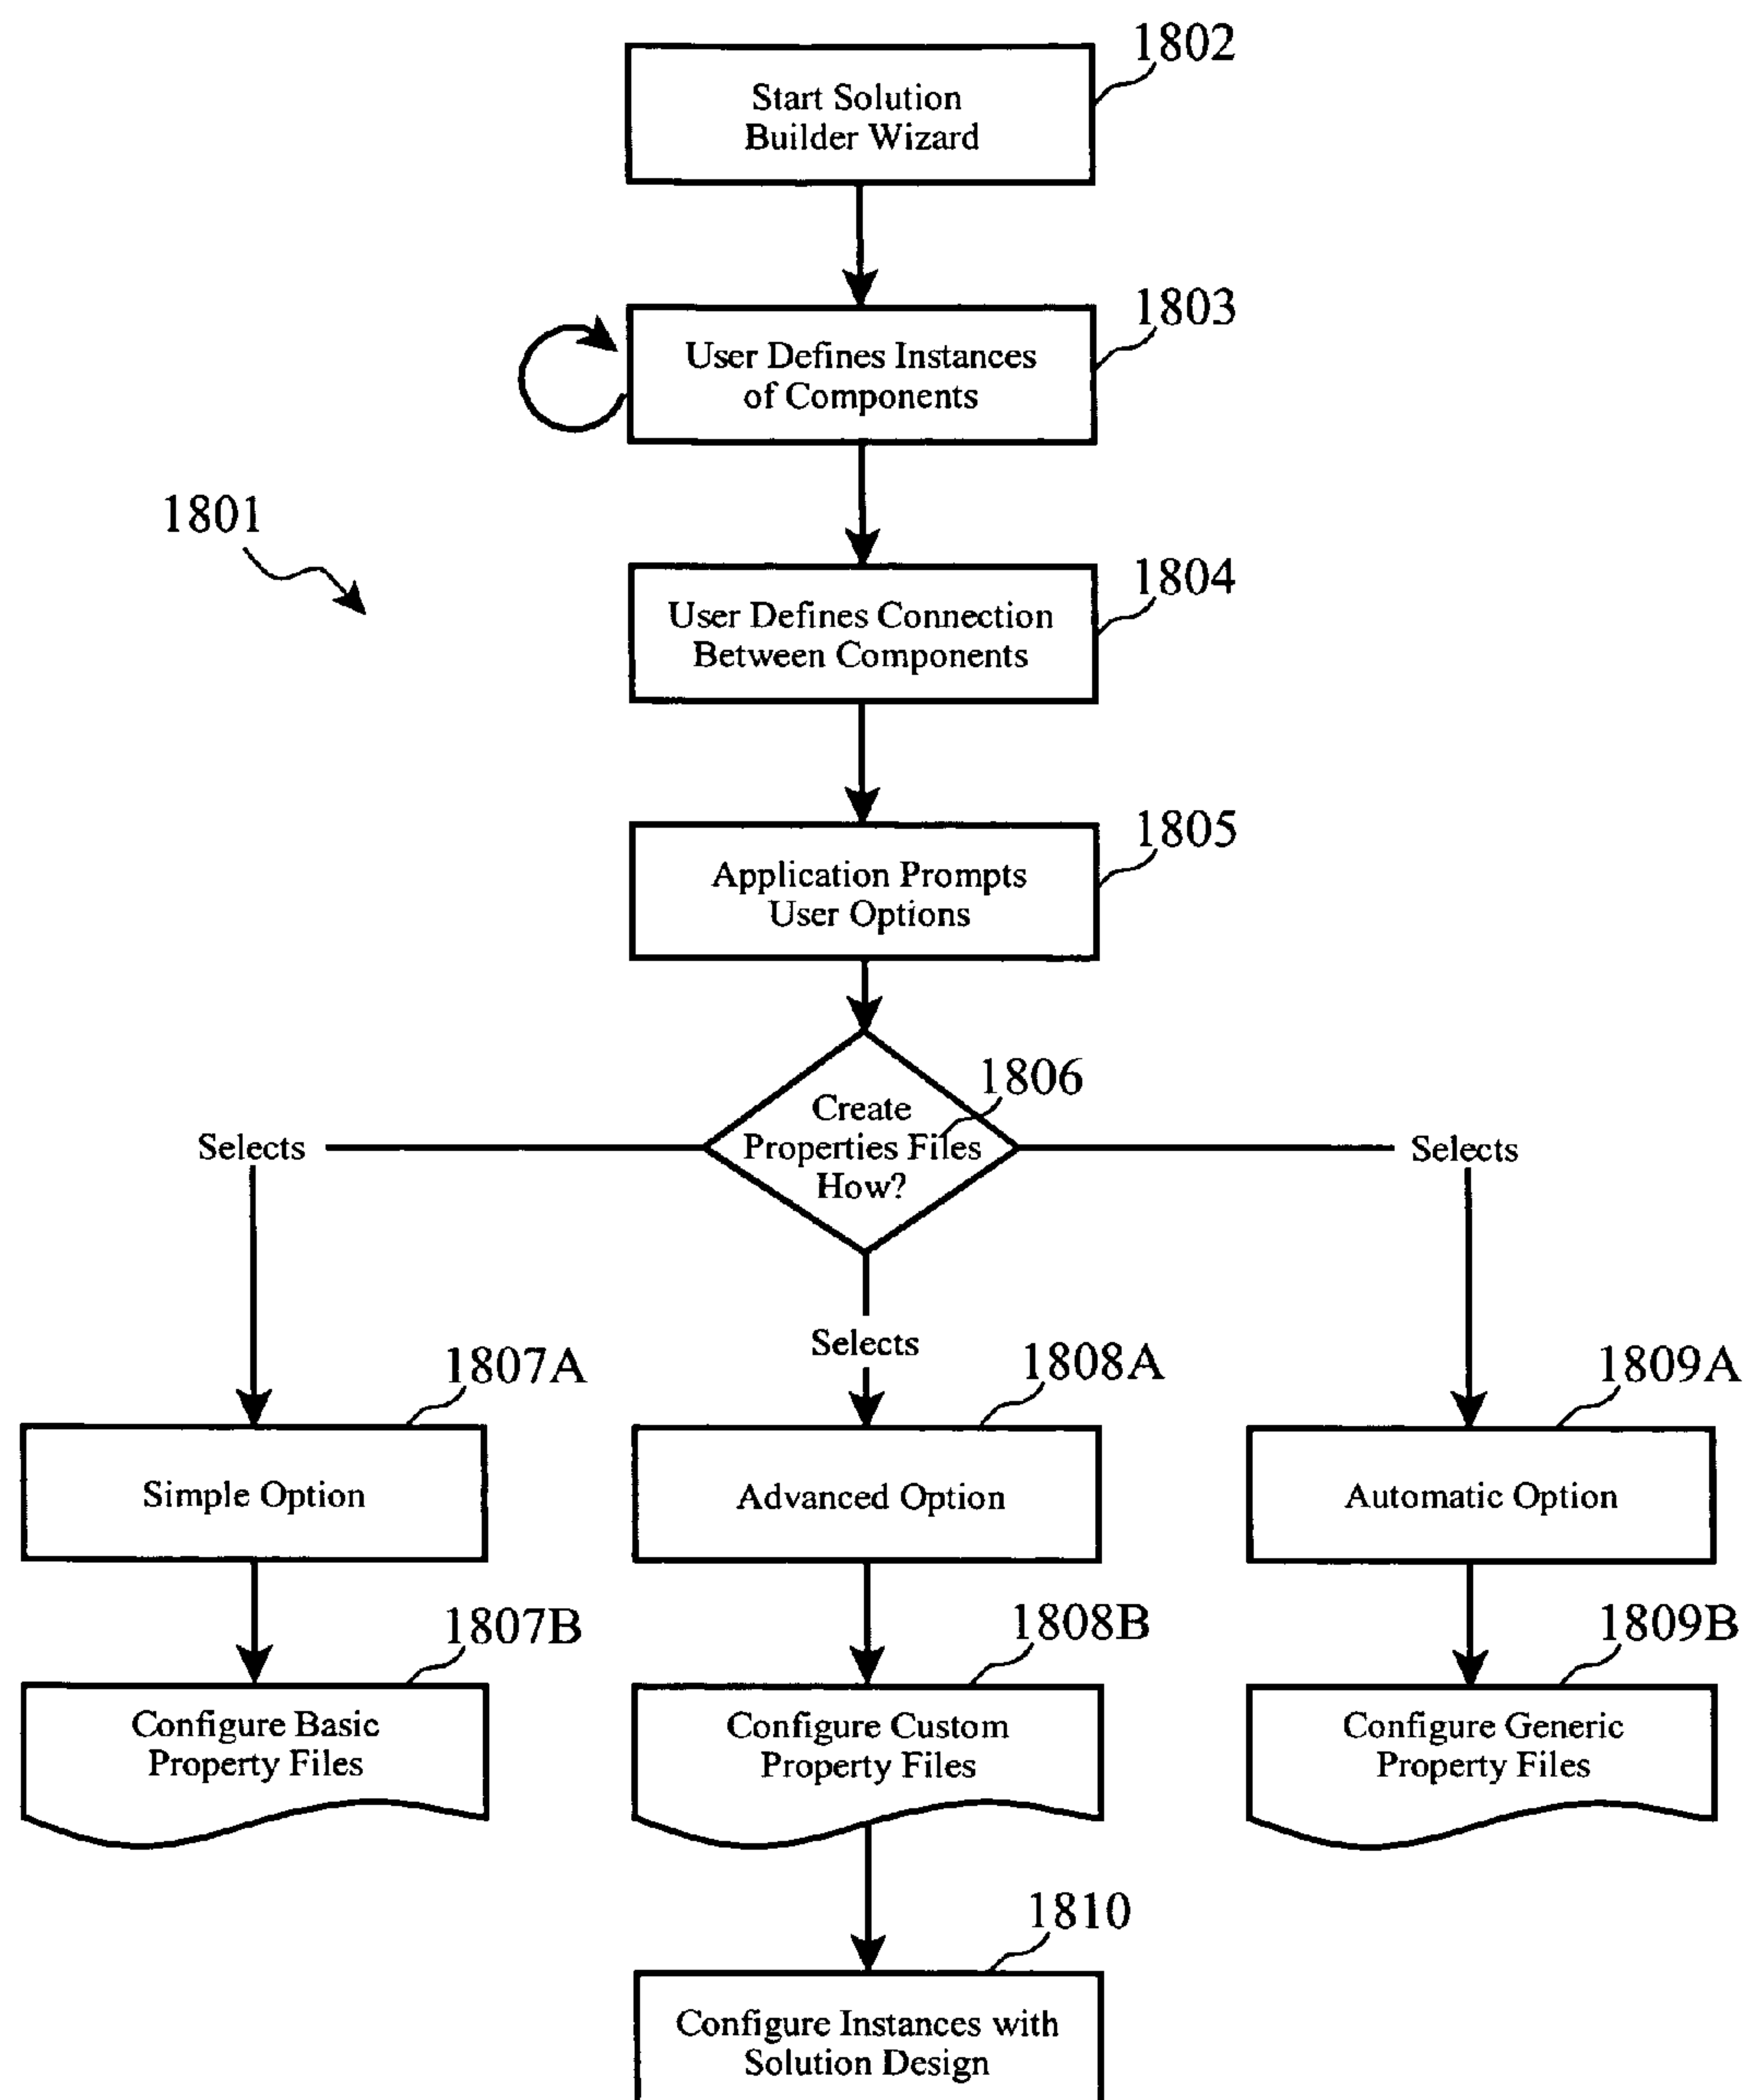 1802
Start Solution
Builder Wizard
1803
User Defines Instances
of Components
1801
1804
User Defines Connection
Between Components
1805
Application Prompts
User Options
1806
Create
Properties Files
How?
Selects
Selects
Selects
1807A
1808A
1809A
Simple Option
Advanced Option
Automatic Option
1807B
1808B
1809B
Configure Basic
Property Files
Configure Custom
Property Files
Configure Generic
Property Files
1810
Configure Instances with
Solution Design